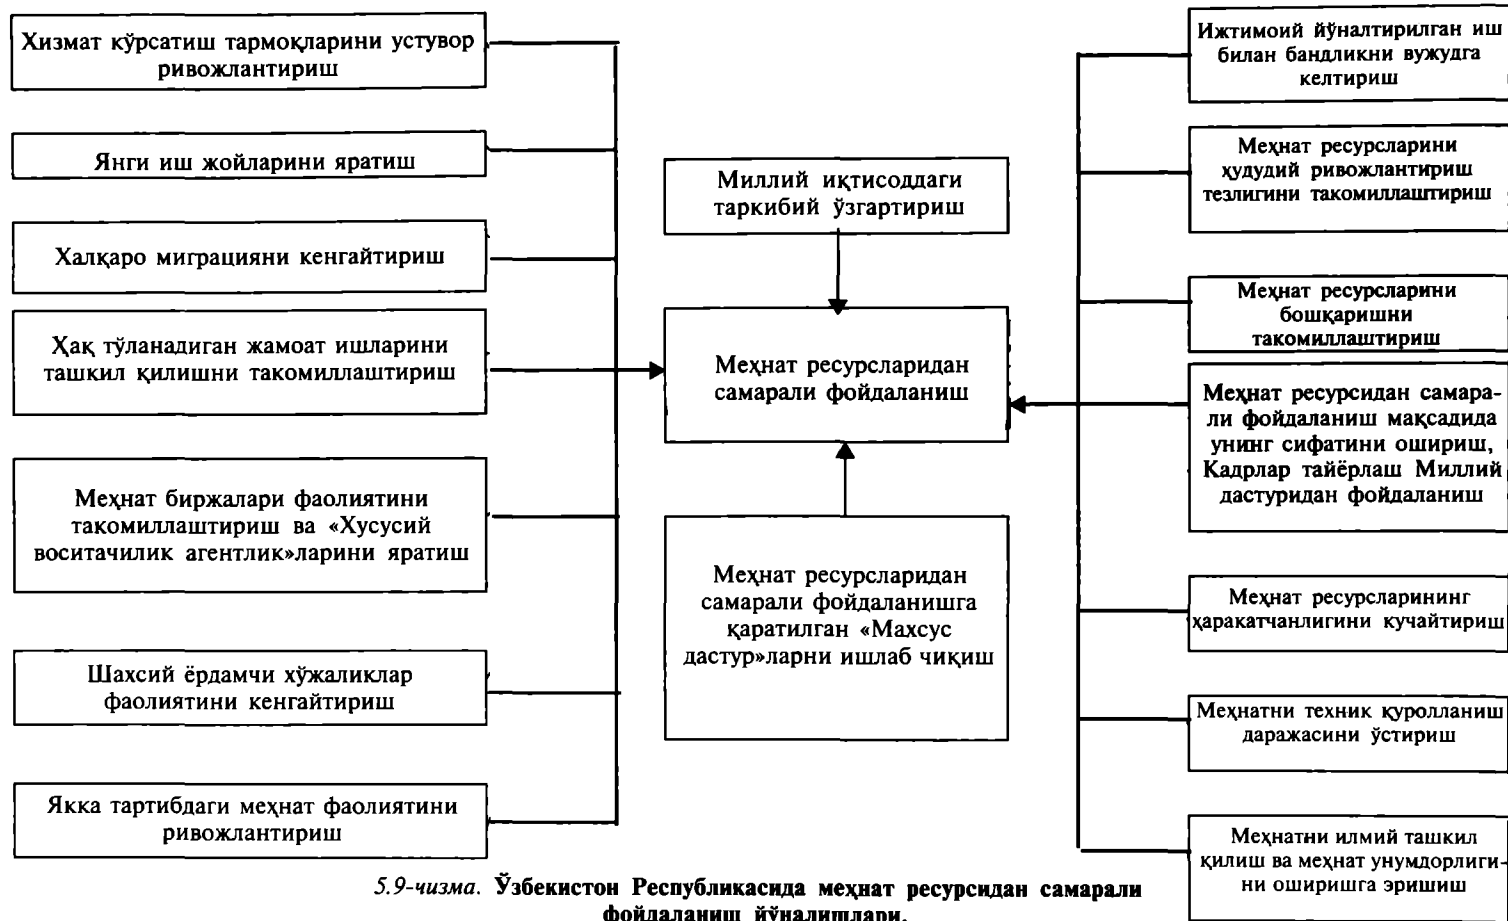 Хизмат кўрсатиш тармоқларини устувор
ривожлантириш
Янги иш жойларини яратиш
Халқаро миграцияни кенгайтириш
Ҳақ тўланадиган жамоат ишларини
ташкил қилишни такомиллаштириш
Меҳнат биржалари фаолиятини
такомиллаштириш ва «Хусусий
воситачилик агентлик»ларини яратиш
Шахсий ёрдамчи хўжаликлар
фаолиятини кенгайтириш
Якка тартибдаги меҳнат фаолиятини
ривожлантириш
Миллий иқтисоддаги
таркибий ўзгартириш
Меҳнат ресурсларидан
самарали фойдаланиш
Меҳнат ресурсларидан
самарали фойдаланишга
қаратилган «Махсус
дастур»ларни ишлаб чиқиш
Ижтимоий йўналтирилган иш
билан бандликни вужудга
келтириш
Меҳнат ресурсларини
ҳудудий ривожлантириш
тезлигини такомиллаштириш
Меҳнат ресурсларини
бошқаришни
такомиллаштириш
Меҳнат ресурсидан самара-
ли фойдаланиш мақсадида
унинг сифатини ошириш,
Кадрлар тайёрлаш Миллий
дастуридан фойдаланиш
Меҳнат ресурсларининг
ҳаракатчанлигини кучайтириш
Меҳнатни техник қуролланиш
даражасини ўстириш
Меҳнатни илмий ташкил
қилиш ва меҳнат унумдорлиги-
ни оширишга эришиш
5.9-чизма. Ўзбекистон Республикасида меҳнат ресурсидан самарали
фойдаланиш йўналишлари.